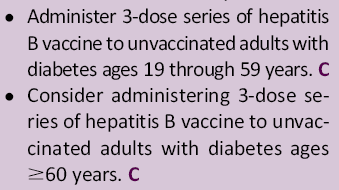 • Administer 3-dose series of hepatitis
B vaccine to unvaccinated adults with
diabetes ages 19 through 59 years. C
• Consider administering 3-dose se-
ries of hepatitis B vaccine to unvac-
cinated adults with diabetes ages
≥60 years. C